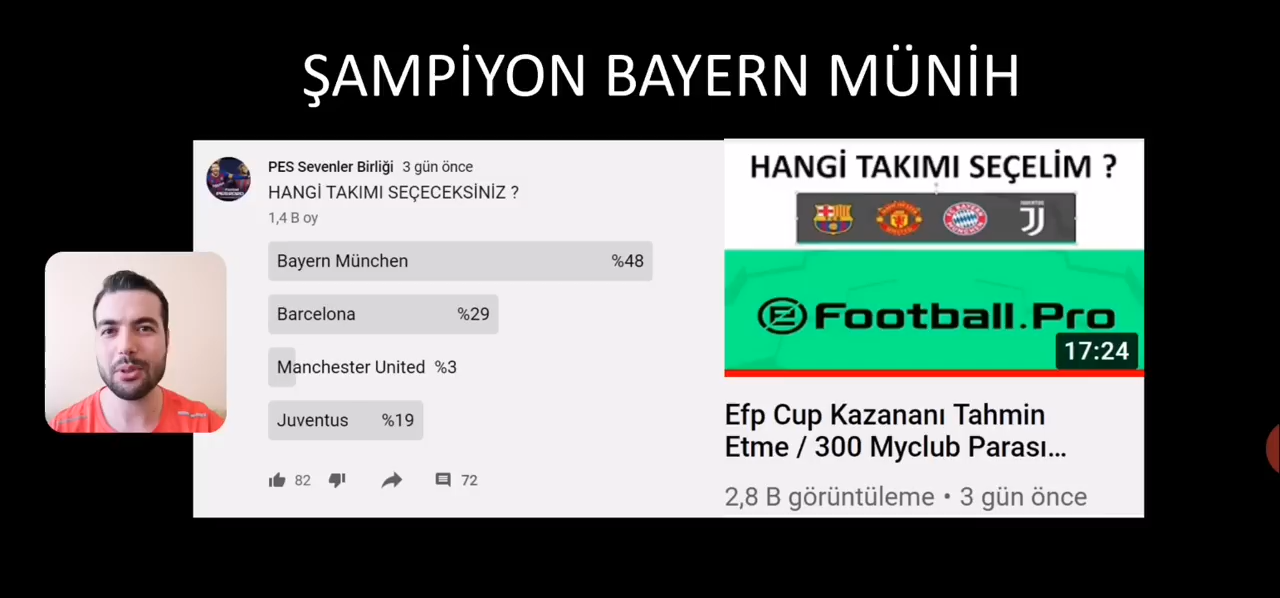 ŞAMPİYON BAYERN MÜNİH
PES Sevenler Birliği 3 gün önce
HANGİ TAKIMI SEÇECEKSİNİZ ?
1,4 B oy
Bayern München %48
Barcelona %29
Manchester United %3
Juventus %19
82 72
HANGİ TAKIMI SEÇELİM ?
JUVENTUS
eFootball.Pro
17:24
Efp Cup Kazananı Tahmin
Etme / 300 Myclub Parası...
2,8 B görüntüleme • 3 gün önce